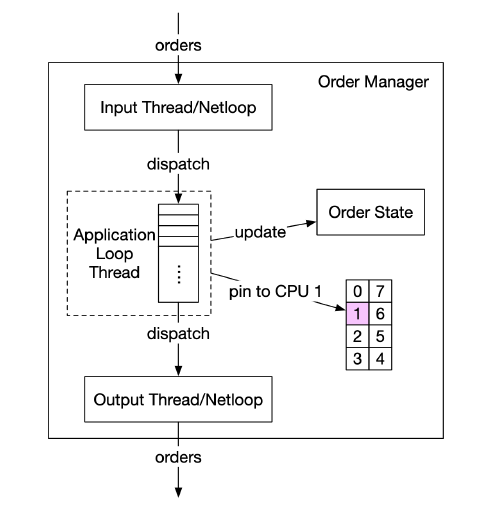 orders
Order Manager
Input Thread/Netloop
dispatch
Application
Loop
Thread
update
Order State
pin to CPU 1
0 7
1 6
2 5
3 4
dispatch
Output Thread/Netloop
orders